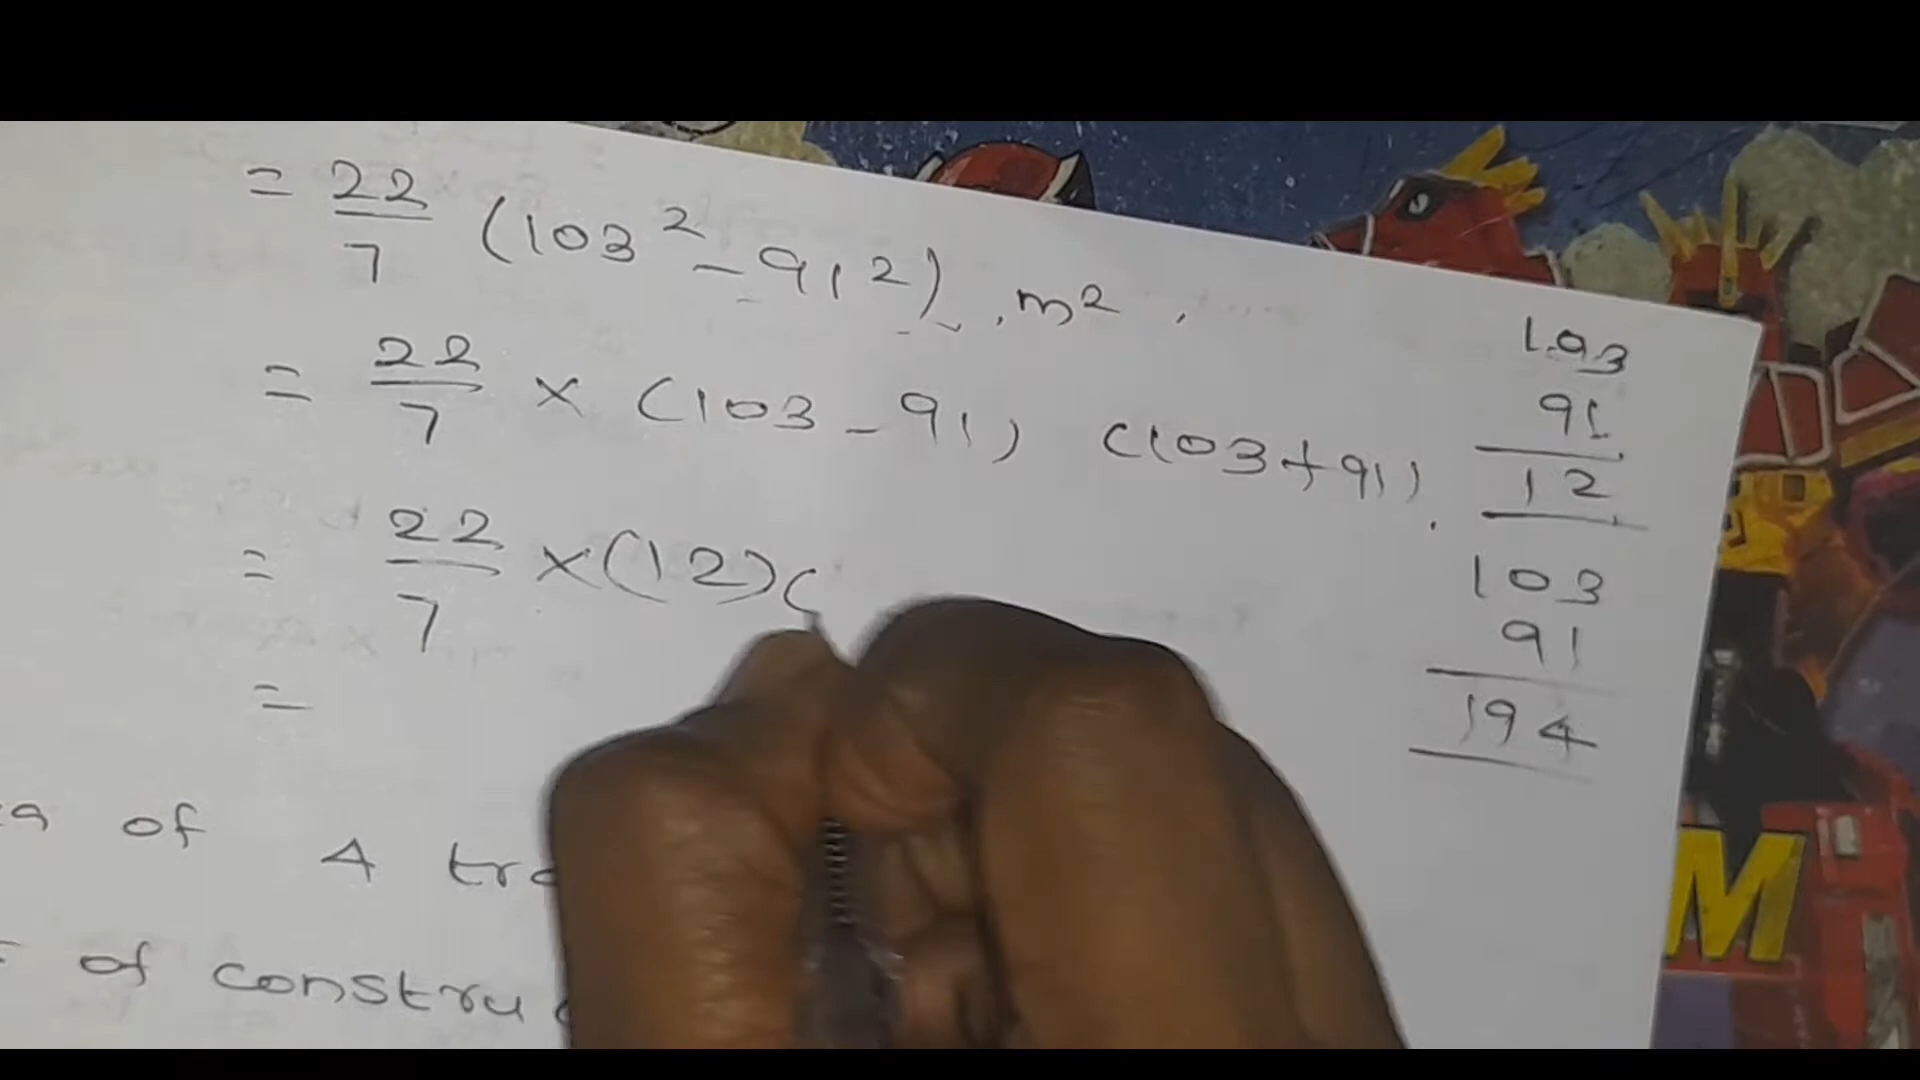 = 22/7 (103² - 91²) . m² .
= 22/7 × (103 - 91) (103 + 91) .
= 22/7 × (12) (
=
of 4
of constru
103
91
12
103
91
194
M